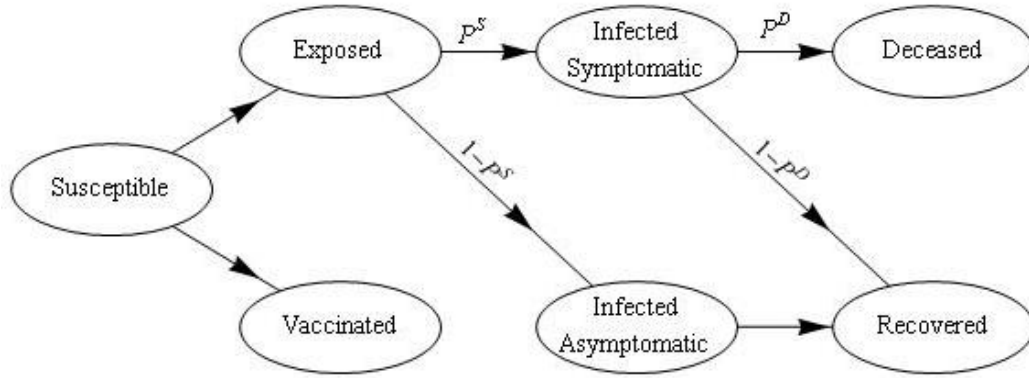 P^S
P^D
Exposed
Infected
Symptomatic
Deceased
1-P^S
1-P^D
Susceptible
Vaccinated
Infected
Asymptomatic
Recovered